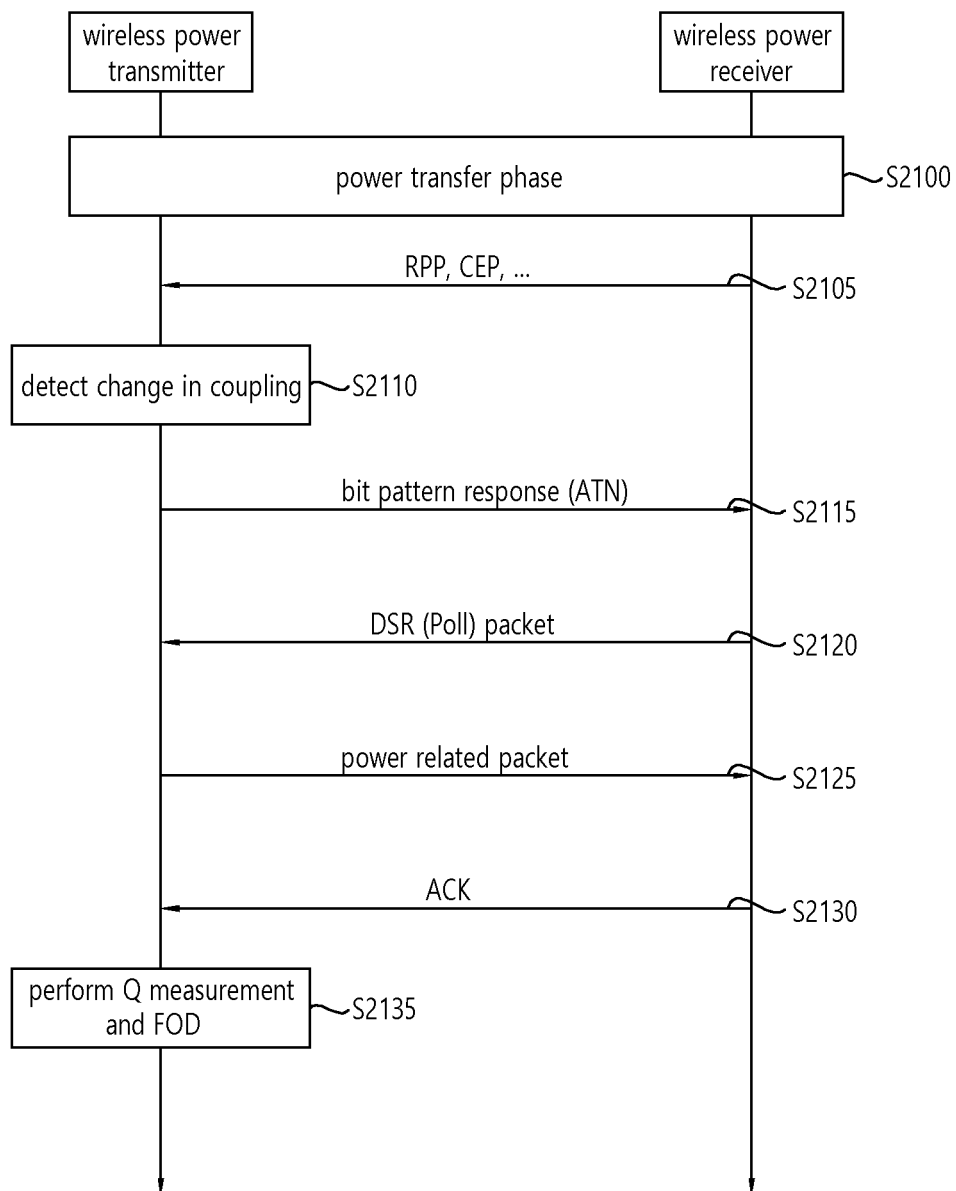 wireless power
transmitter
wireless power
receiver
power transfer phase
S2100
RPP, CEP, ...
S2105
detect change in coupling
S2110
bit pattern response (ATN)
S2115
DSR (Poll) packet
S2120
power related packet
S2125
ACK
S2130
perform Q measurement
and FOD
S2135